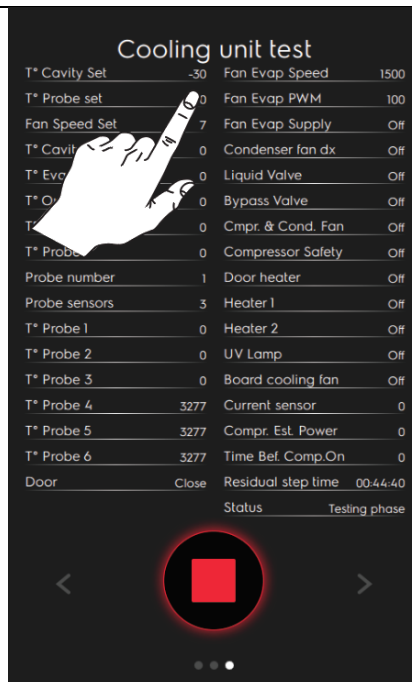 Cooling unit test
T° Cavity Set -30 Fan Evap Speed 1500
T° Probe set 0 Fan Evap PWM 100
Fan Speed Set 7 Fan Evap Supply Off
T° 0 Condenser fan dx Off
T° 0 Liquid Valve Off
T° 0 Bypass Valve Off
0 Cmpr. & Cond. Fan Off
T° Probe 0 Compressor Safety Off
Probe number 1 Door heater Off
Probe sensors 3 Heater 1 Off
T° Probe 1 0 Heater 2 Off
T° Probe 2 0 UV Lamp Off
T° Probe 3 0 Board cooling fan Off
T° Probe 4 3277 Current sensor 0
T° Probe 5 3277 Compr. Est. Power 0
T° Probe 6 3277 Time Bef. Comp.On 0
Door Close Residual step time 00:44:40
Status Testing phase